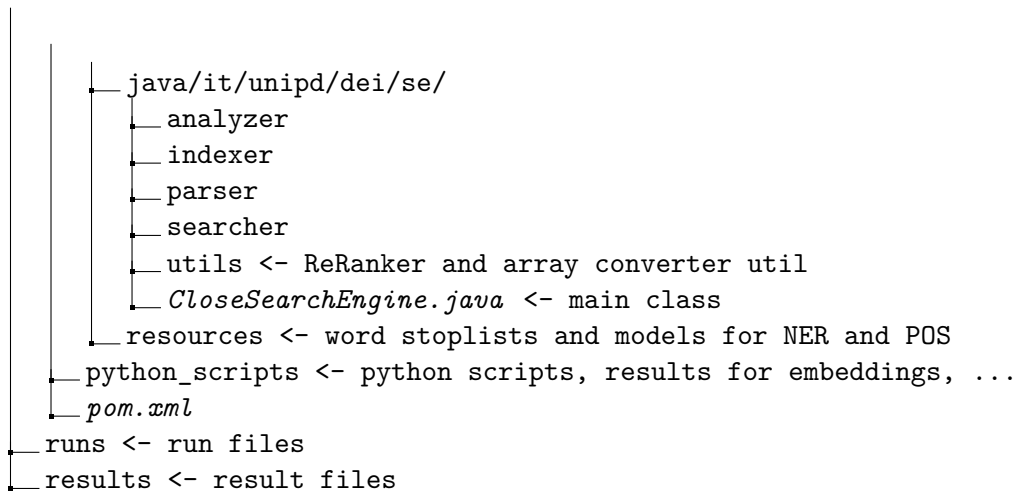 java/it/unipd/dei/se/
analyzer
indexer
parser
searcher
utils <- ReRanker and array converter util
CloseSearchEngine.java <- main class
resources <- word stoplists and models for NER and POS
python_scripts <- python scripts, results for embeddings, ...
pom.xml
runs <- run files
results <- result files